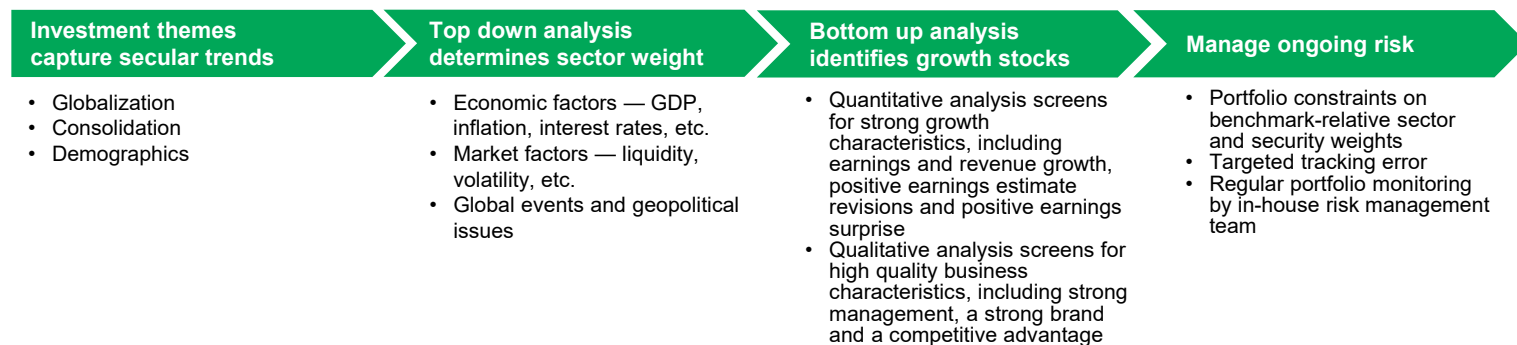 Investment themes
capture secular trends
• Globalization
• Consolidation
• Demographics
Top down analysis
determines sector weight
• Economic factors — GDP,
inflation, interest rates, etc.
• Market factors — liquidity,
volatility, etc.
• Global events and geopolitical
issues
Bottom up analysis
identifies growth stocks
• Quantitative analysis screens
for strong growth
characteristics, including
earnings and revenue growth,
positive earnings estimate
revisions and positive earnings
surprise
• Qualitative analysis screens for
high quality business
characteristics, including strong
management, a strong brand
and a competitive advantage
Manage ongoing risk
• Portfolio constraints on
benchmark-relative sector
and security weights
• Targeted tracking error
• Regular portfolio monitoring
by in-house risk management
team